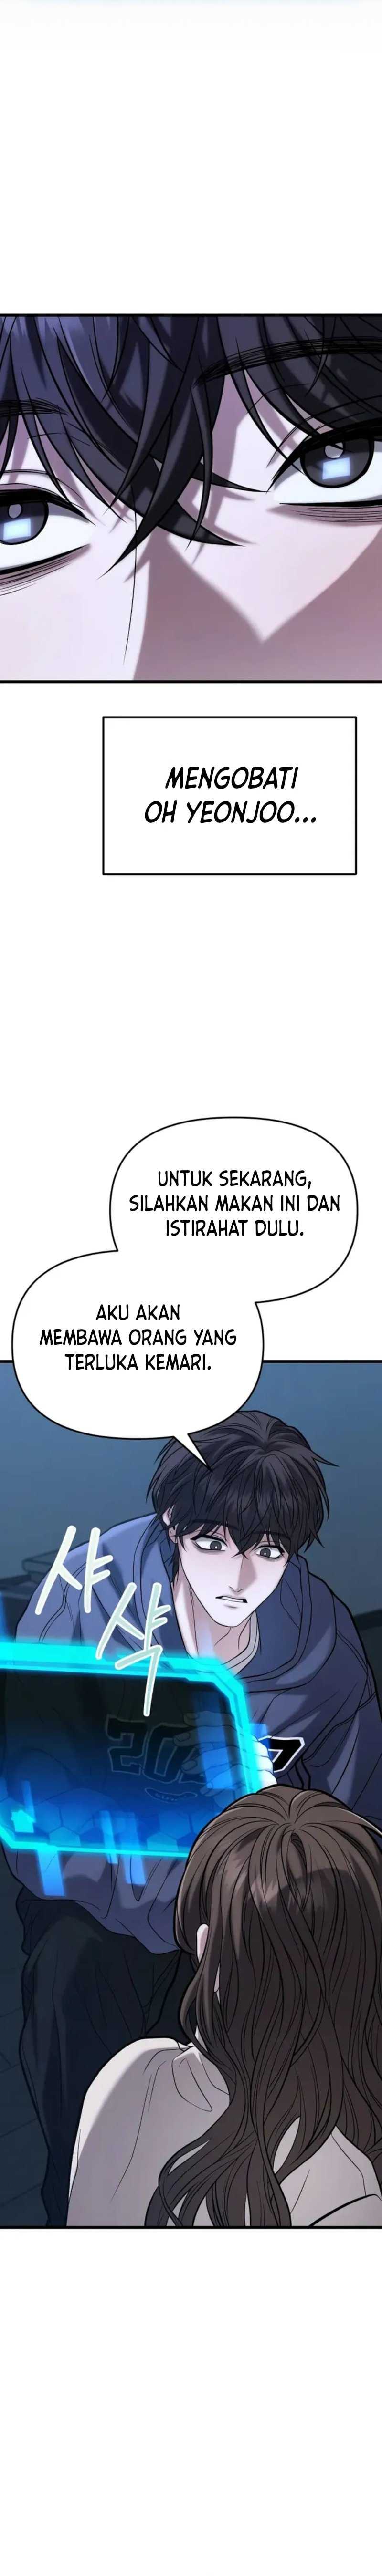 MENGOBATI
OH YEONJOO...
UNTUK SEKARANG,
SILAHKAN MAKAN INI DAN
ISTIRAHAT DULU.
AKU AKAN
MEMBAWA ORANG YANG
TERLUKA KEMARI.
샤샥